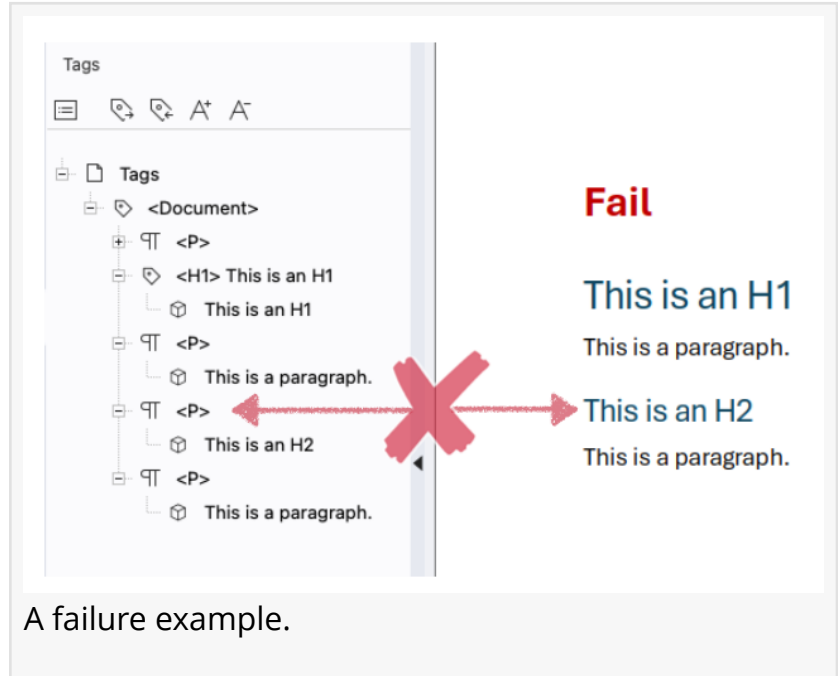 Tags
Tags
<Document>
<P>
<H1> This is an H1
This is an H1
<P>
This is a paragraph.
<P>
This is an H2
<P>
This is a paragraph.
Fail
This is an H1
This is a paragraph.
This is an H2
This is a paragraph.
A failure example.